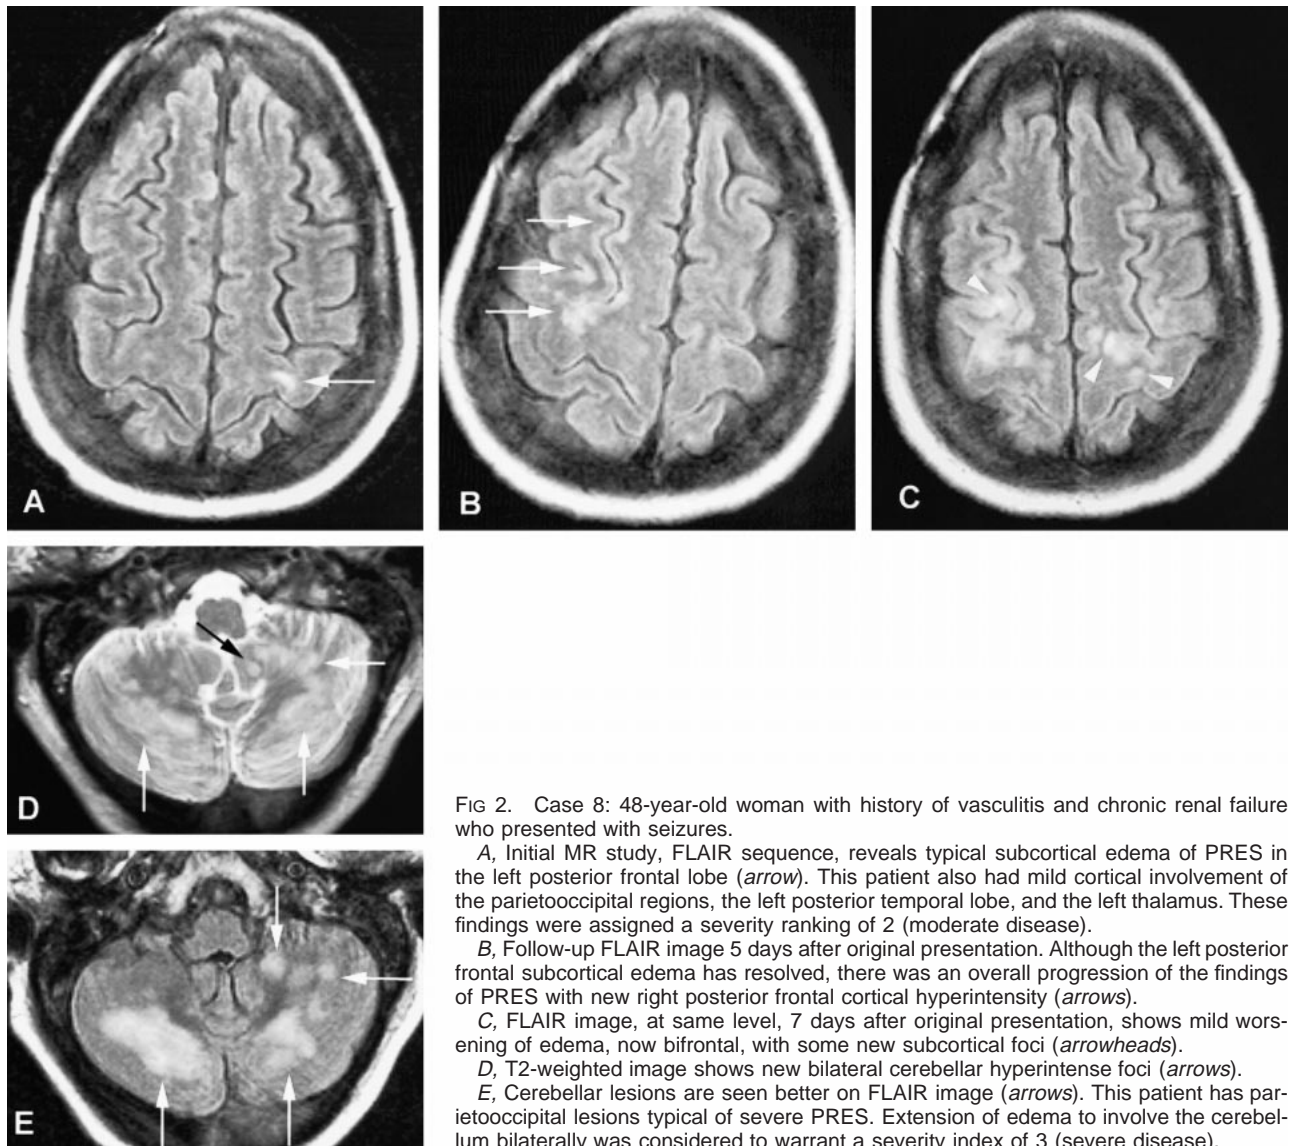 A
B
C
D
E
FIG 2. Case 8: 48-year-old woman with history of vasculitis and chronic renal failure
who presented with seizures.
A, Initial MR study, FLAIR sequence, reveals typical subcortical edema of PRES in
the left posterior frontal lobe (arrow). This patient also had mild cortical involvement of
the parietooccipital regions, the left posterior temporal lobe, and the left thalamus. These
findings were assigned a severity ranking of 2 (moderate disease).
B, Follow-up FLAIR image 5 days after original presentation. Although the left posterior
frontal subcortical edema has resolved, there was an overall progression of the findings
of PRES with new right posterior frontal cortical hyperintensity (arrows).
C, FLAIR image, at same level, 7 days after original presentation, shows mild wors-
ening of edema, now bifrontal, with some new subcortical foci (arrowheads).
D, T2-weighted image shows new bilateral cerebellar hyperintense foci (arrows).
E, Cerebellar lesions are seen better on FLAIR image (arrows). This patient has par-
ietooccipital lesions typical of severe PRES. Extension of edema to involve the cerebel-
lum bilaterally was considered to warrant a severity index of 3 (severe disease).